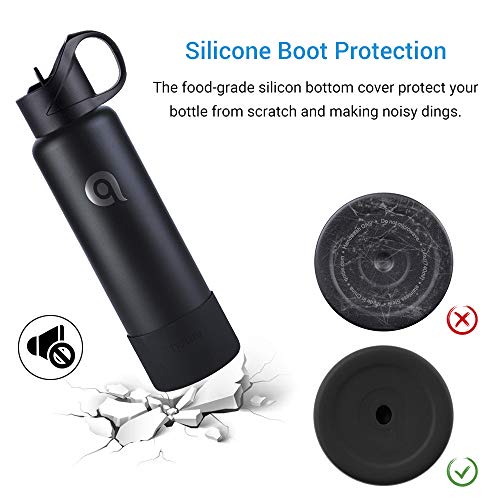 Silicone Boot Protection
The food-grade silicon bottom cover protect your
bottle from scratch and making noisy dings.